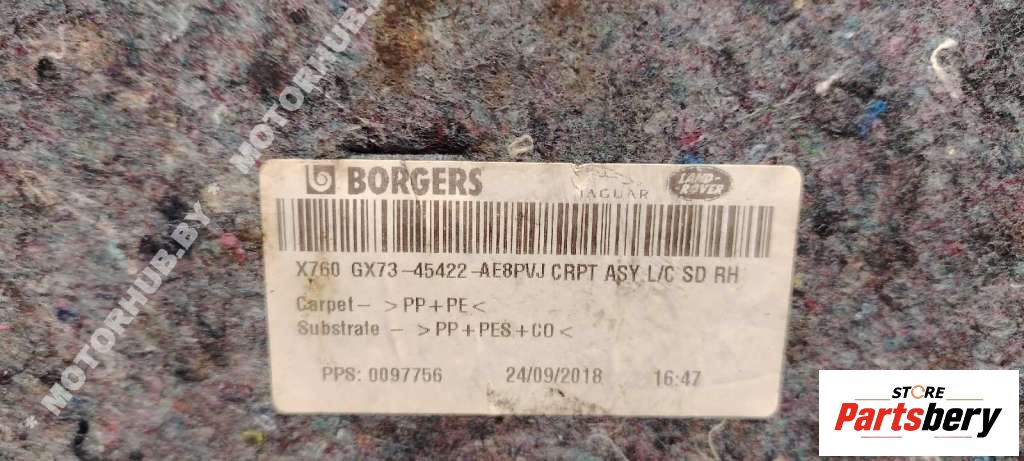 BORGERS
JAGUAR
LAND-
ROVER
X760 GX73-45422-AE8PVJ CRPT ASY L/C SD RH
Carpet - >PP+PE<
Substrate - >PP+PES+CO<
PPS: 0097756 24/09/2018 16:47
* MOTORHUB.BY * MOTORHUB.BY
STORE
Partsbery